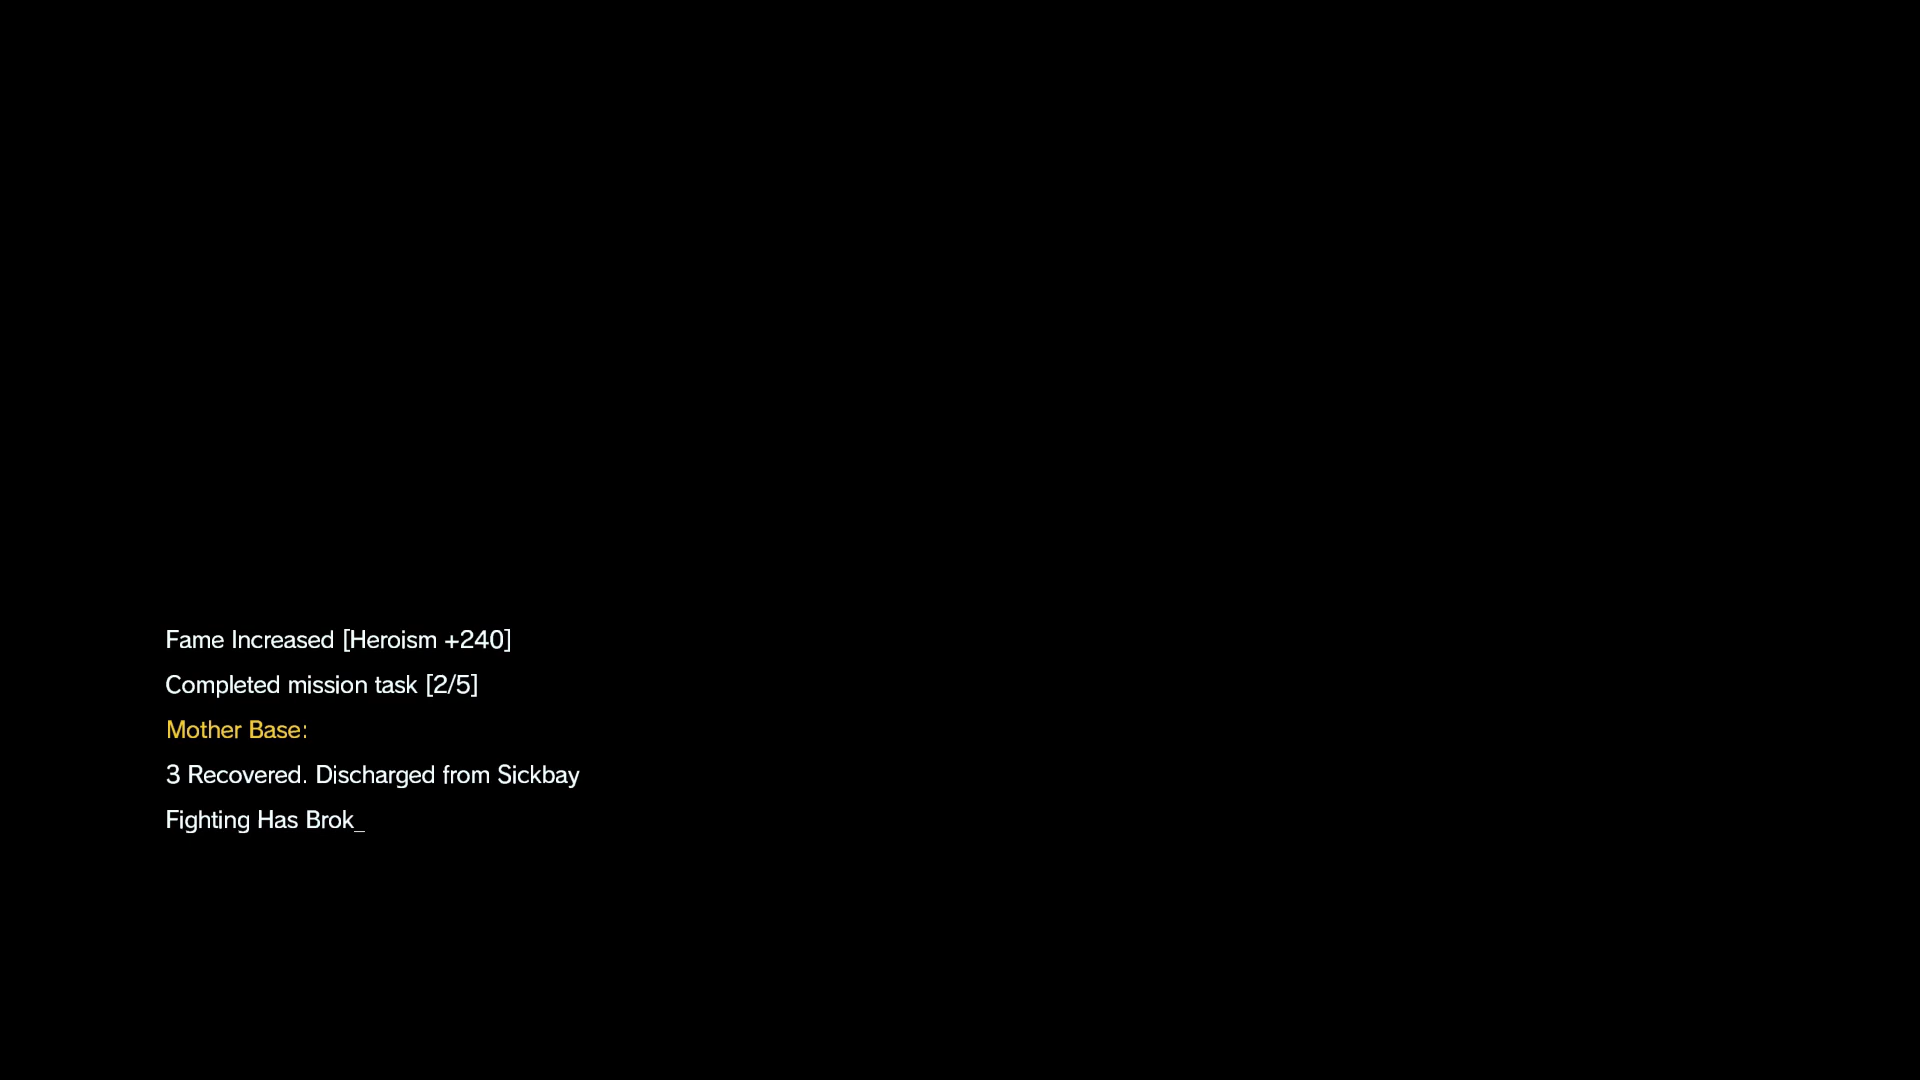 Fame Increased [Heroism +240]
Completed mission task [2/5]
Mother Base:
3 Recovered. Discharged from Sickbay
Fighting Has Brok_